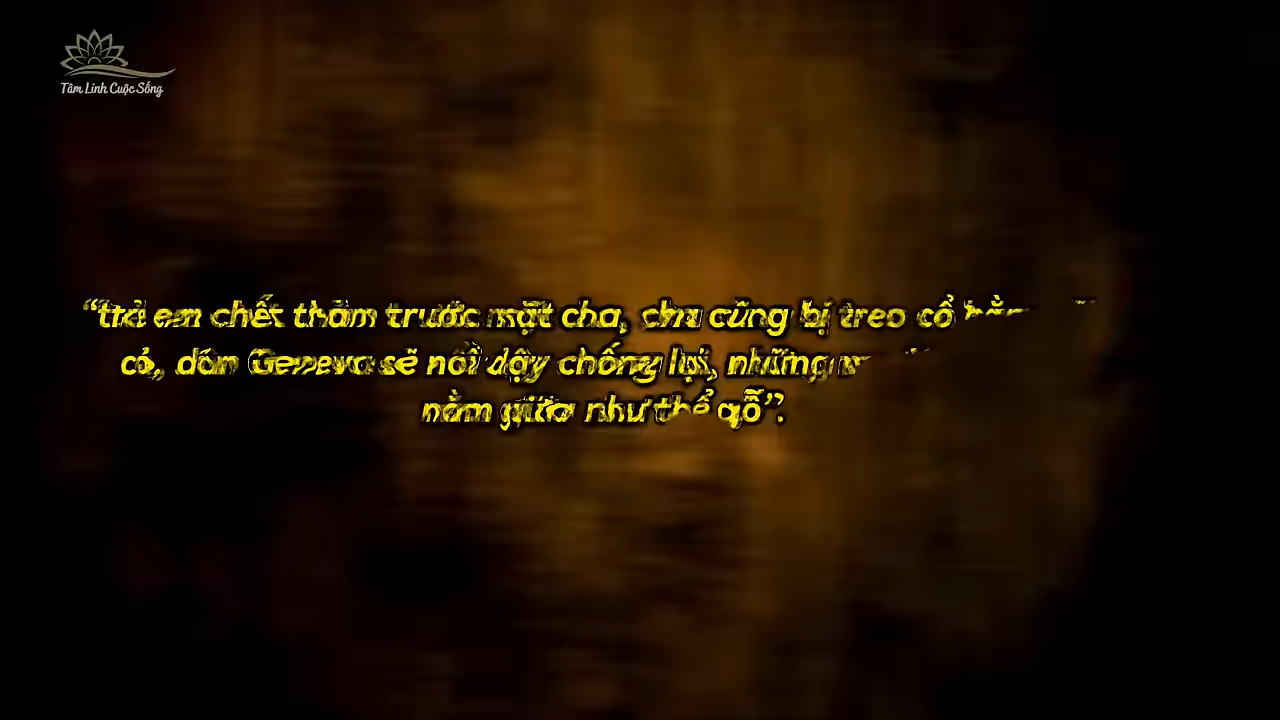 Tâm Linh Cuộc Sống
“trẻ em chết thảm trước mặt cha, cha cũng bị treo cổ bằng
cỏ, dân Geneva sẽ nổi dậy chống lại, những
nằm giữa như thể gỗ”.